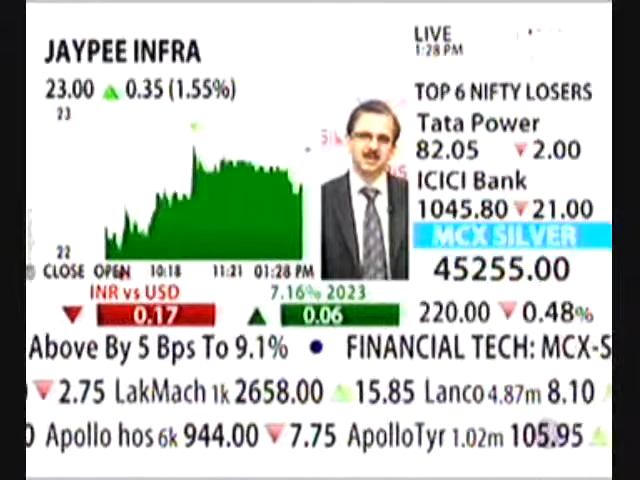 JAYPEE INFRA
23.00 ▲ 0.35 (1.55%)
23
22
CLOSE OPEN 10:18 11:21 01:28 PM
INR vs USD
▼ 0.17
7.16% 2023
▲ 0.06
LIVE
1:28 PM
TOP 6 NIFTY LOSERS
Tata Power
82.05 ▼ 2.00
ICICI Bank
1045.80 ▼ 21.00
MCX SILVER
45255.00
220.00 ▼ 0.48%
Above By 5 Bps To 9.1% ● FINANCIAL TECH: MCX-S
▼ 2.75 LakMach 1k 2658.00 ▲ 15.85 Lanco 4.87m 8.10
Apollo hos 6k 944.00 ▼ 7.75 ApolloTyr 1.02m 105.95 ▲